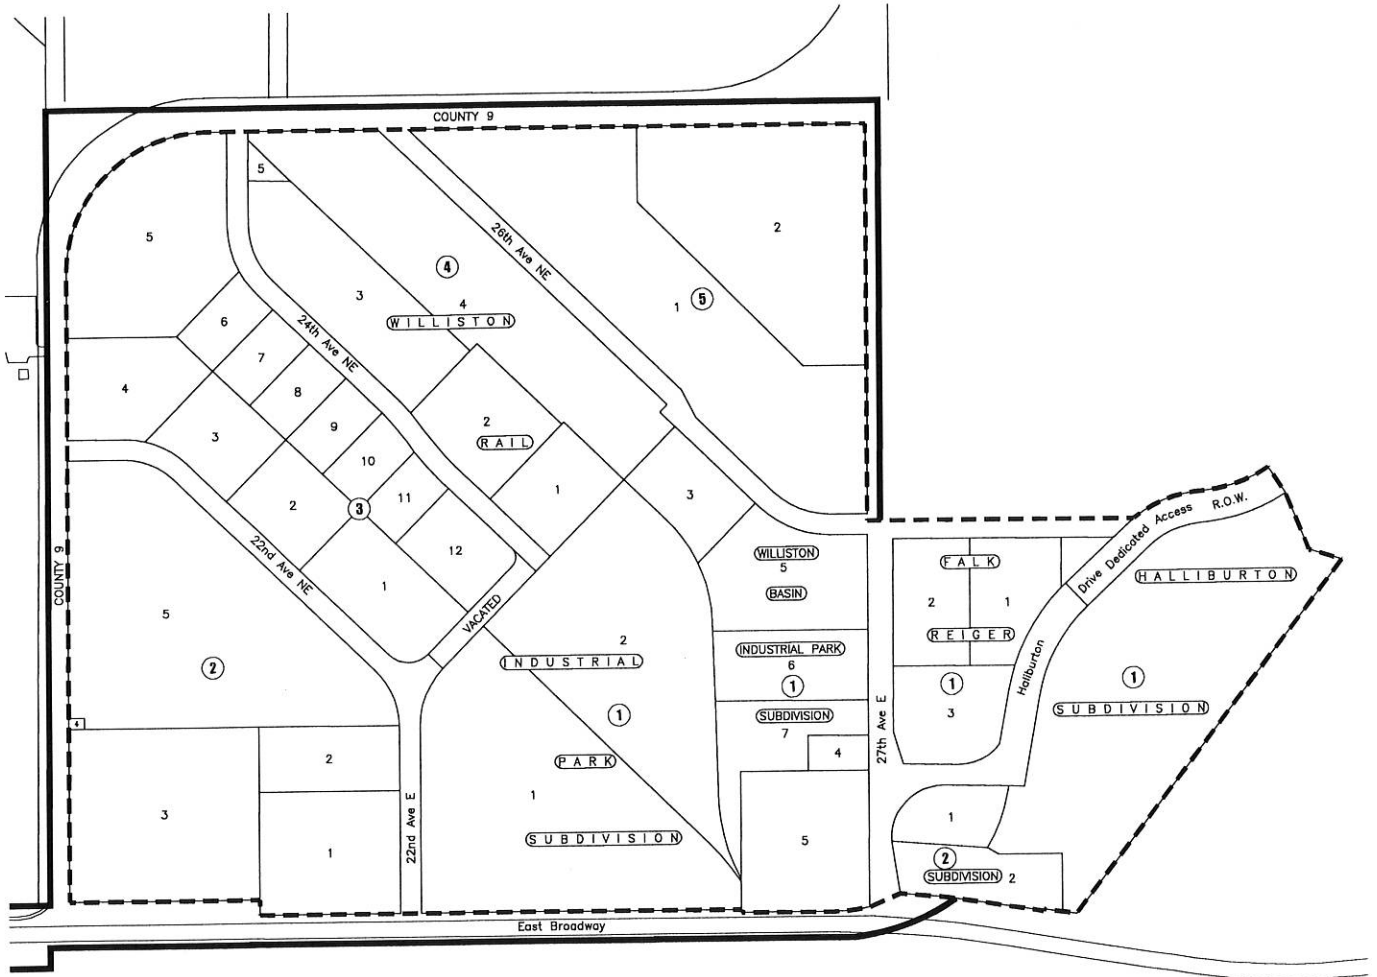 COUNTY 9
5
5
2
26th Ave NE
4
3
4
1
5
WILLISTON
6
24th Ave NE
7
4
8
2
9
3
RAIL
10
1
3
11
2
3
Drive Dedicated Access R.O.W.
12
22nd Ave NE
WILLISTON
5
FALK
HALLIBURTON
COUNTY 9
1
BASIN
2
1
VACATED
5
2
REIGER
INDUSTRIAL PARK
INDUSTRIAL
6
2
Haliburton
1
1
1
SUBDIVISION
1
SUBDIVISION
3
4
7
27th Ave E
2
PARK
4
1
3
1
22nd Ave E
SUBDIVISION
5
1
1
2
SUBDIVISION
2
East Broadway